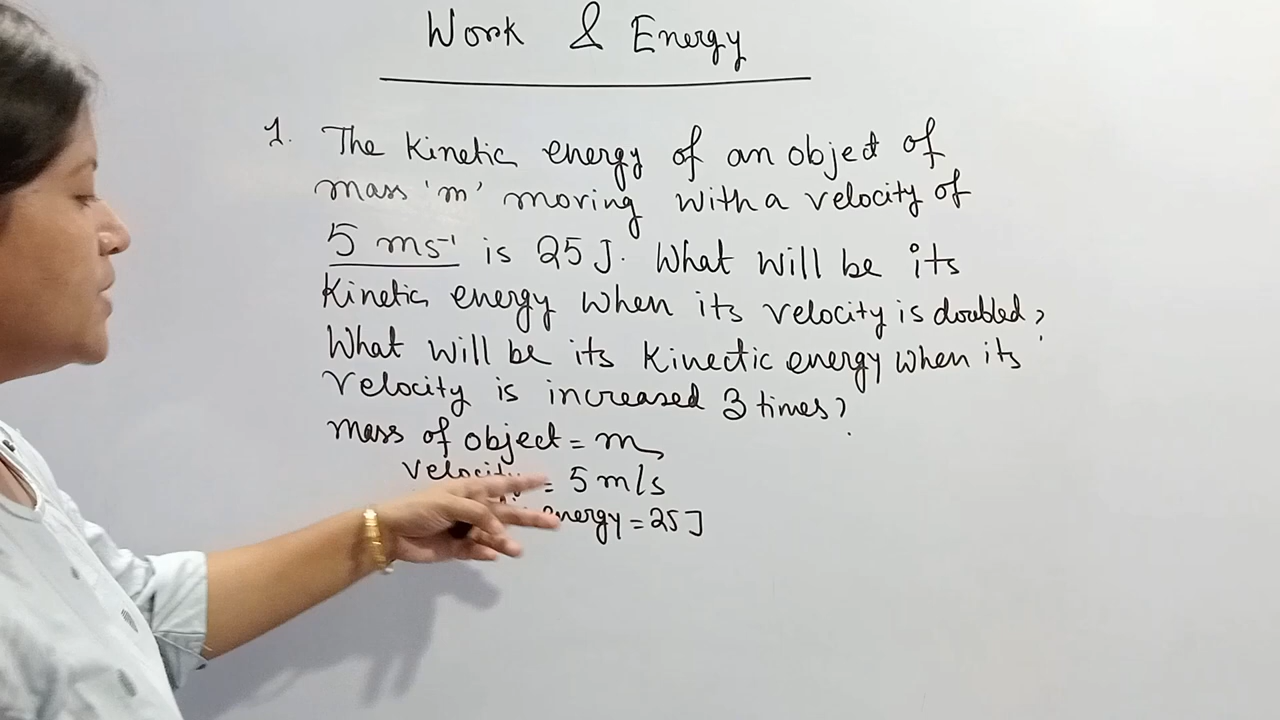 Work & Energy
1. The Kinetic energy of an object of
mass 'm' moving with a velocity of
5 ms⁻¹ is 25 J. What will be its
Kinetic energy when its velocity is doubled?
What will be its Kinectic energy when its
velocity is increased 3 times?
Mass of object = m,
Velocity = 5 m/s
energy = 25 J